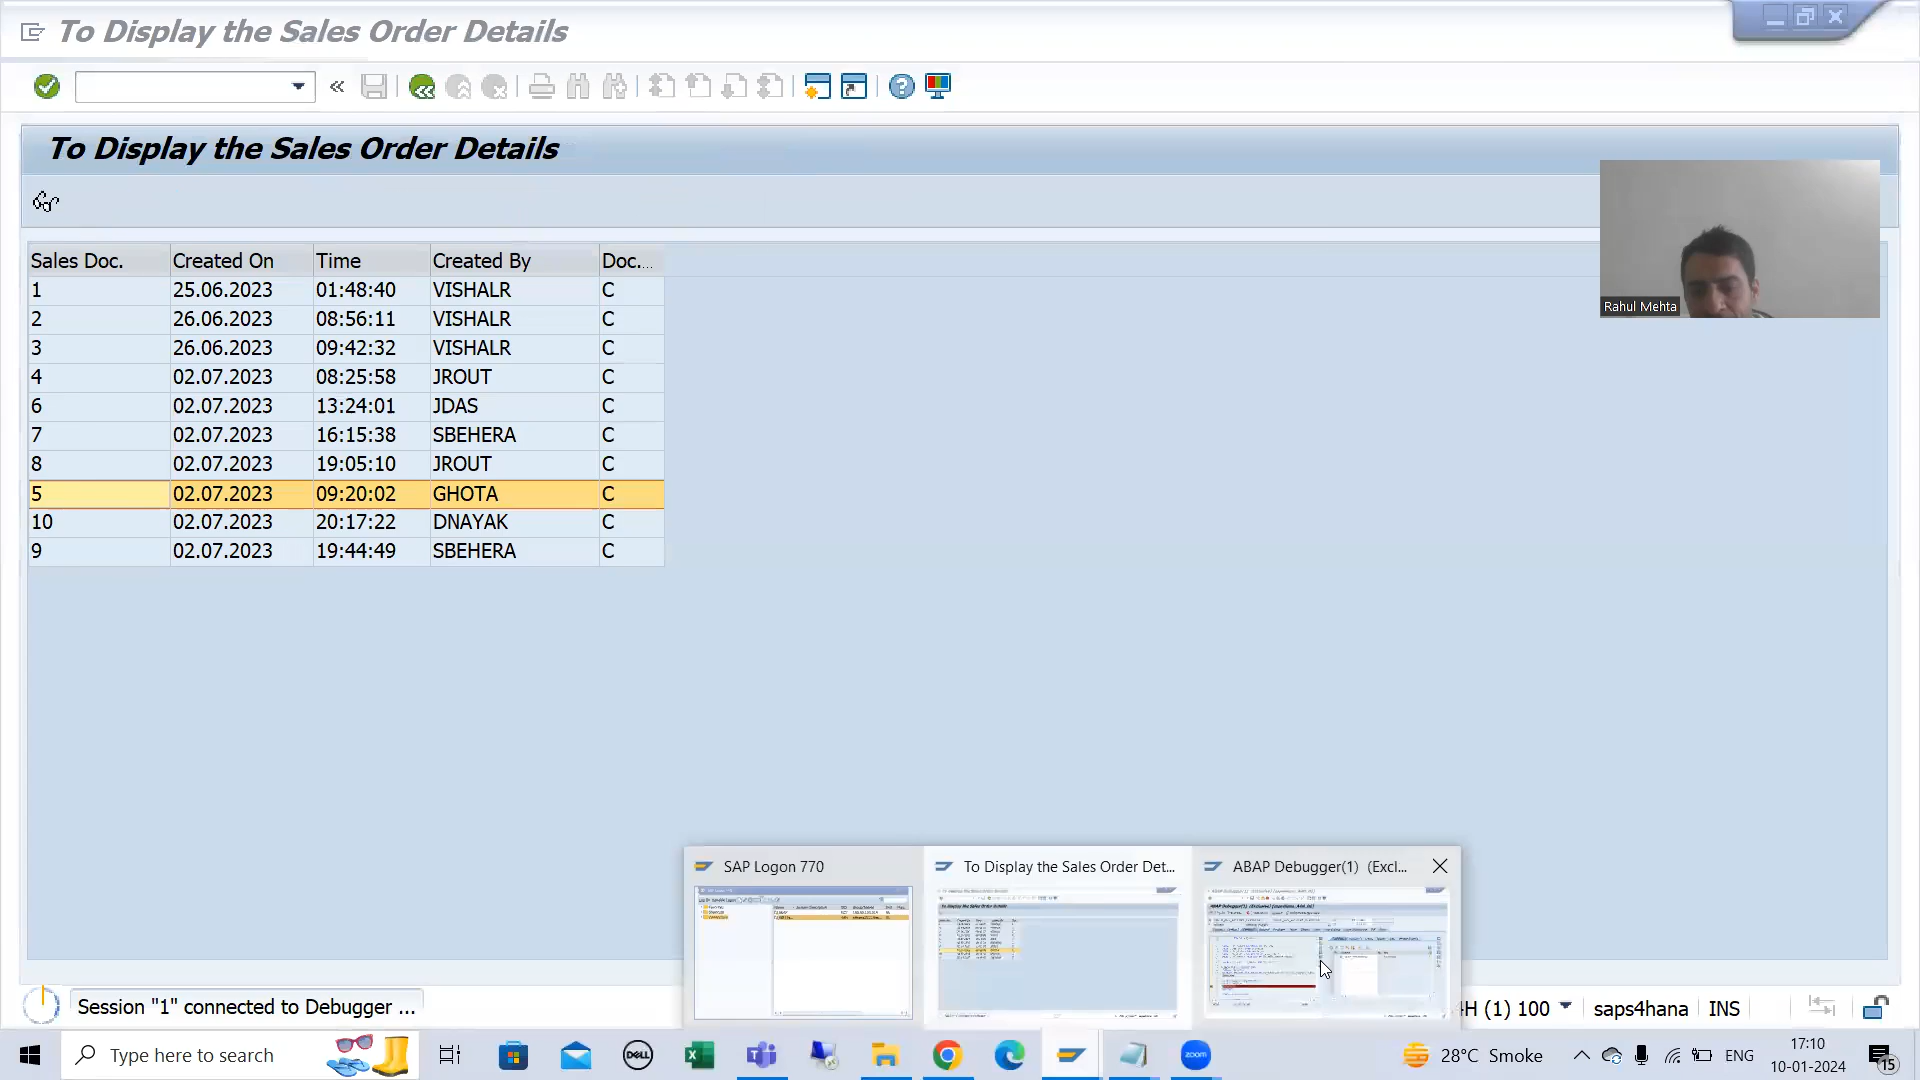 To Display the Sales Order Details
To Display the Sales Order Details
Rahul Mehta
Sales Doc. Created On Time Created By Doc....
1 25.06.2023 01:48:40 VISHALR C
2 26.06.2023 08:56:11 VISHALR C
3 26.06.2023 09:42:32 VISHALR C
4 02.07.2023 08:25:58 JROUT C
6 02.07.2023 13:24:01 JDAS C
7 02.07.2023 16:15:38 SBEHERA C
8 02.07.2023 19:05:10 JROUT C
5 02.07.2023 09:20:02 GHOTA C
10 02.07.2023 20:17:22 DNAYAK C
9 02.07.2023 19:44:49 SBEHERA C
SAP Logon 770 To Display the Sales Order Det... ABAP Debugger(1) (Excl...
Session "1" connected to Debugger ... 4H (1) 100 saps4hana INS
Type here to search DELL zoom 28°C Smoke ENG 17:10
10-01-2024 15